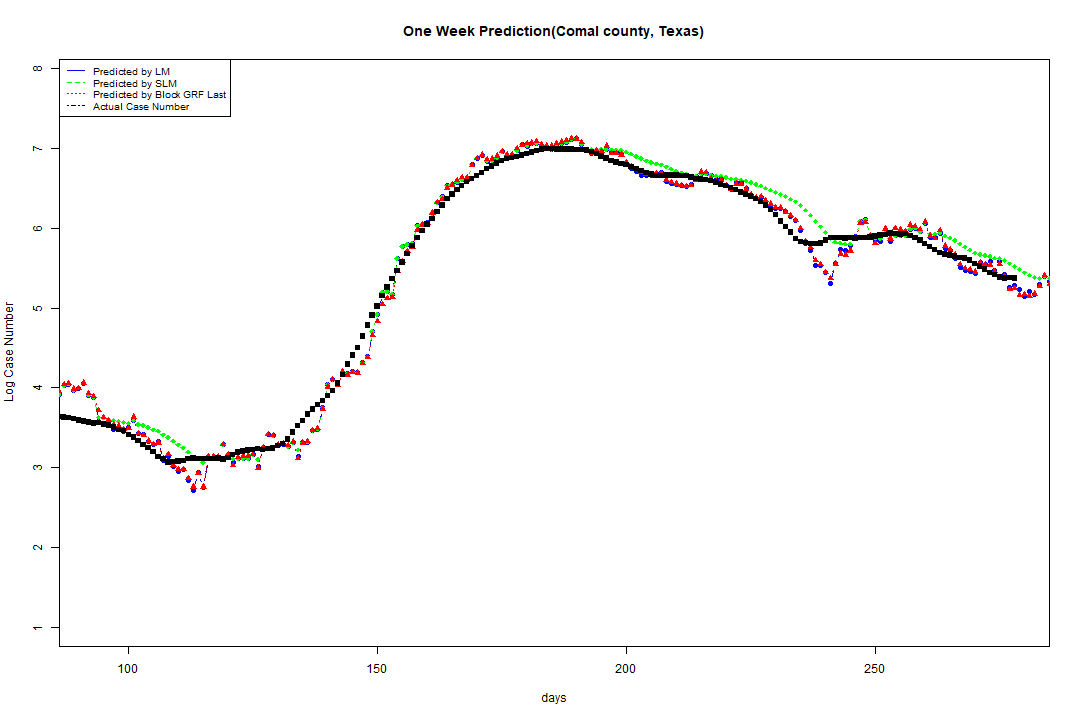 One Week Prediction(Comal county, Texas)
Predicted by LM
Predicted by SLM
Predicted by Block GRF Last
Actual Case Number
8
7
6
5
4
3
2
1
Log Case Number
100 150 200 250
days